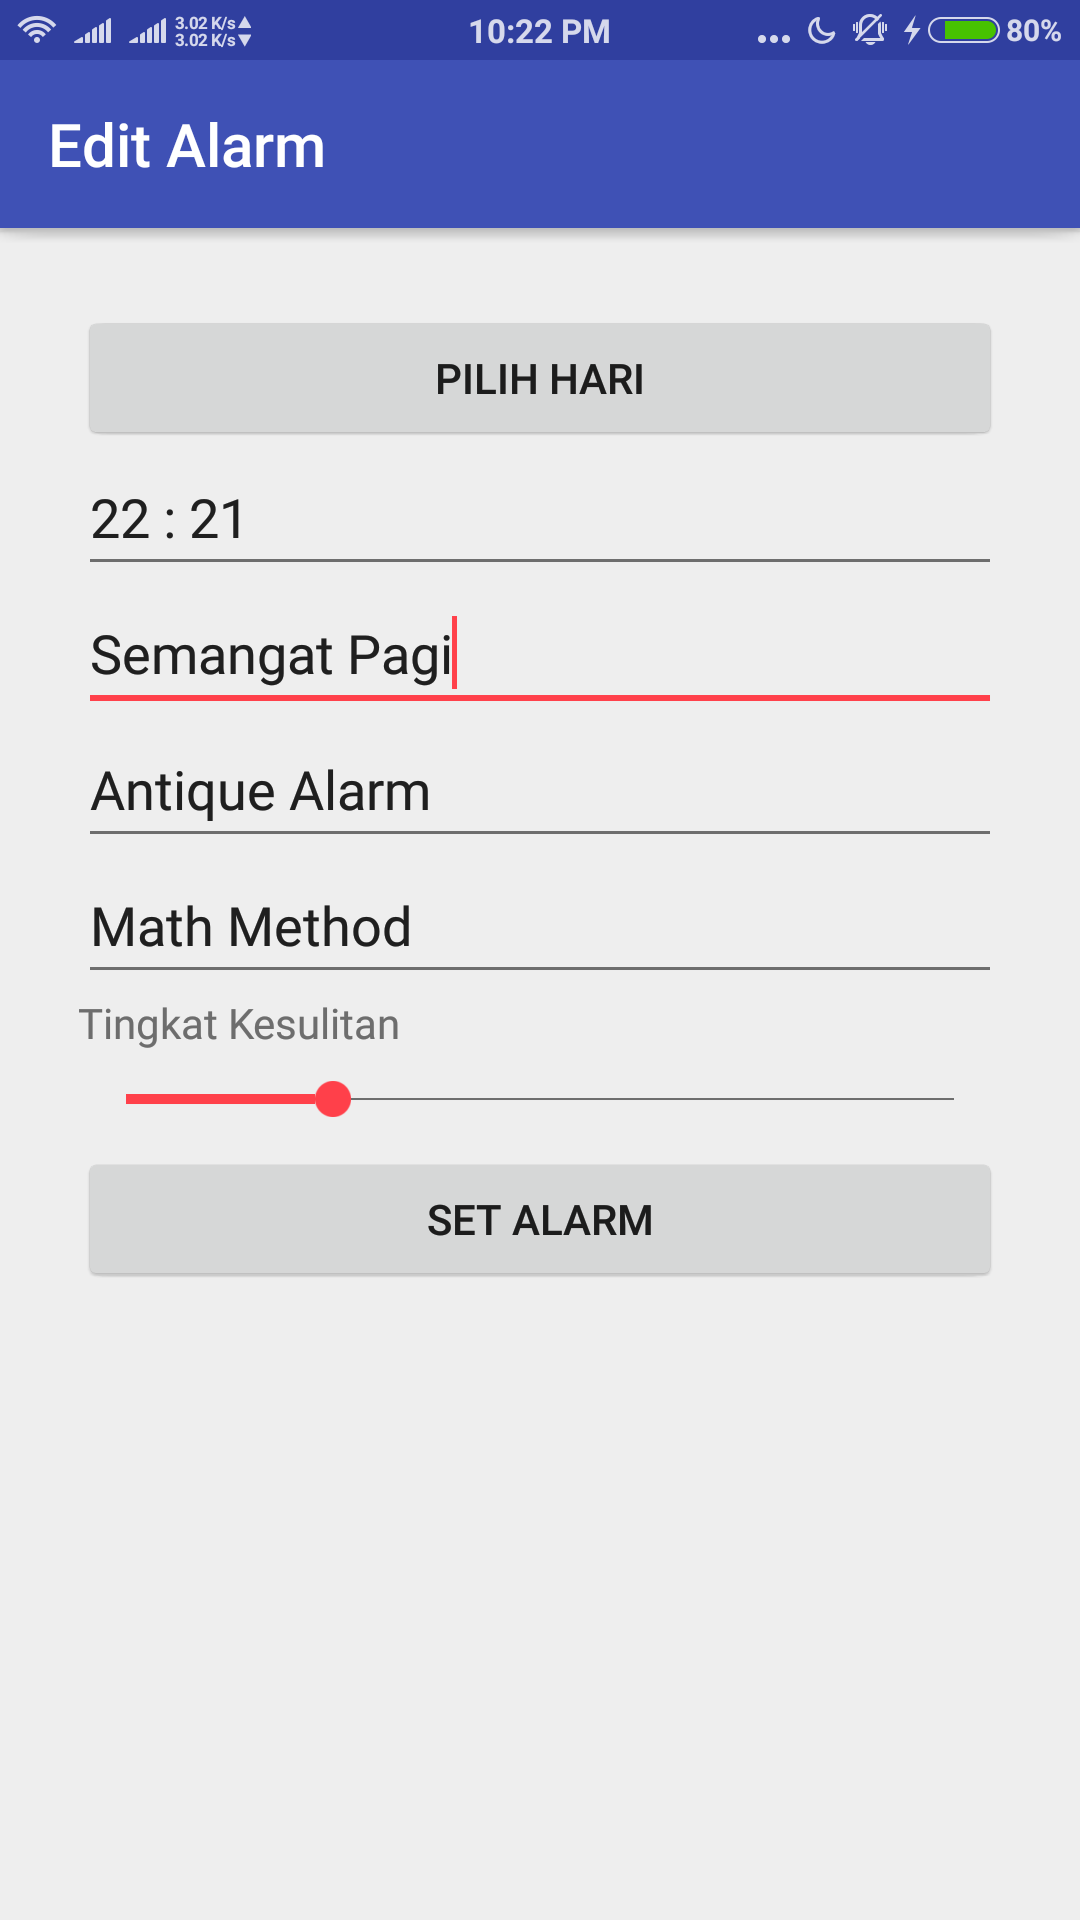 3.02 K/s
3.02 K/s
10:22 PM
80%
Edit Alarm
PILIH HARI
22 : 21
Semangat Pagi
Antique Alarm
Math Method
Tingkat Kesulitan
SET ALARM